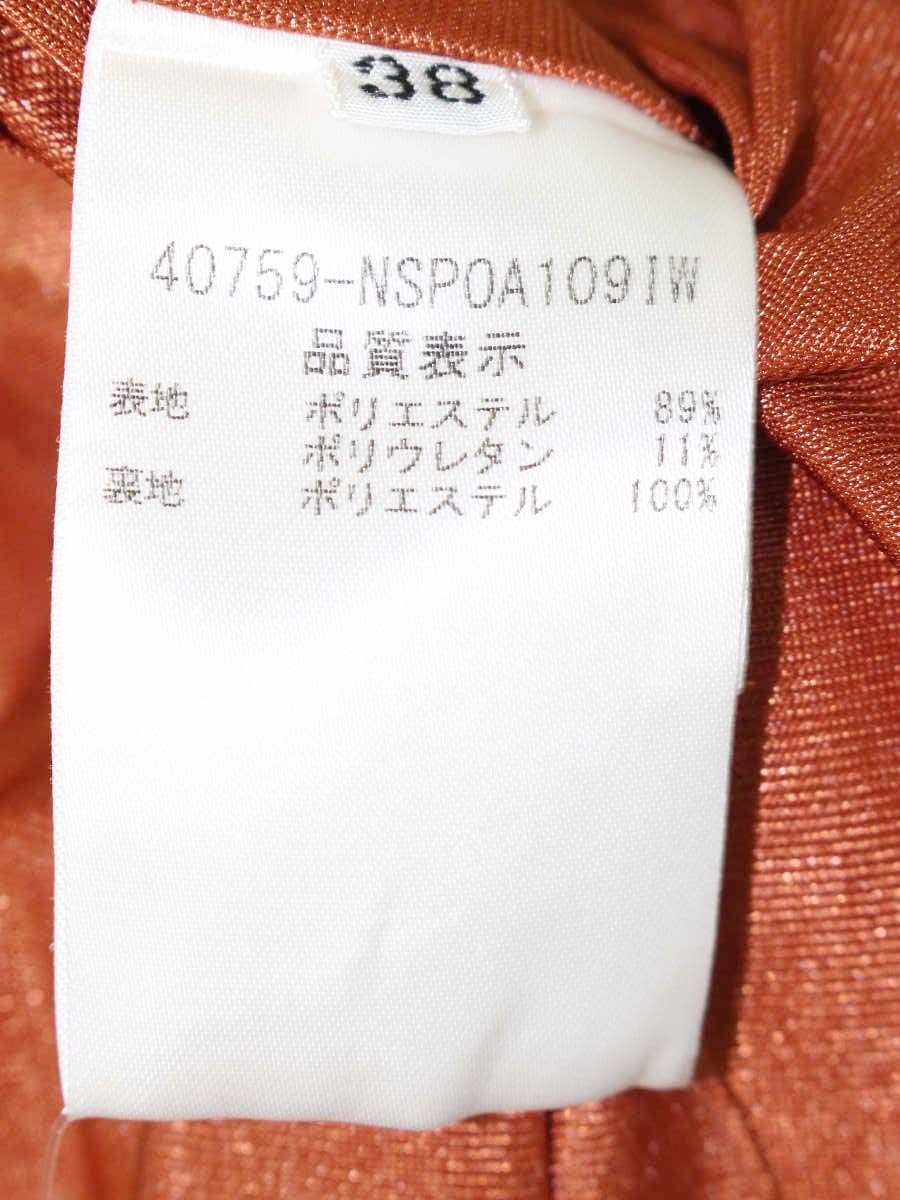 38
40759-NSPOA109IW
品質表示
表地 ポリエステル 89%
ポリウレタン 11%
裏地 ポリエステル 100%